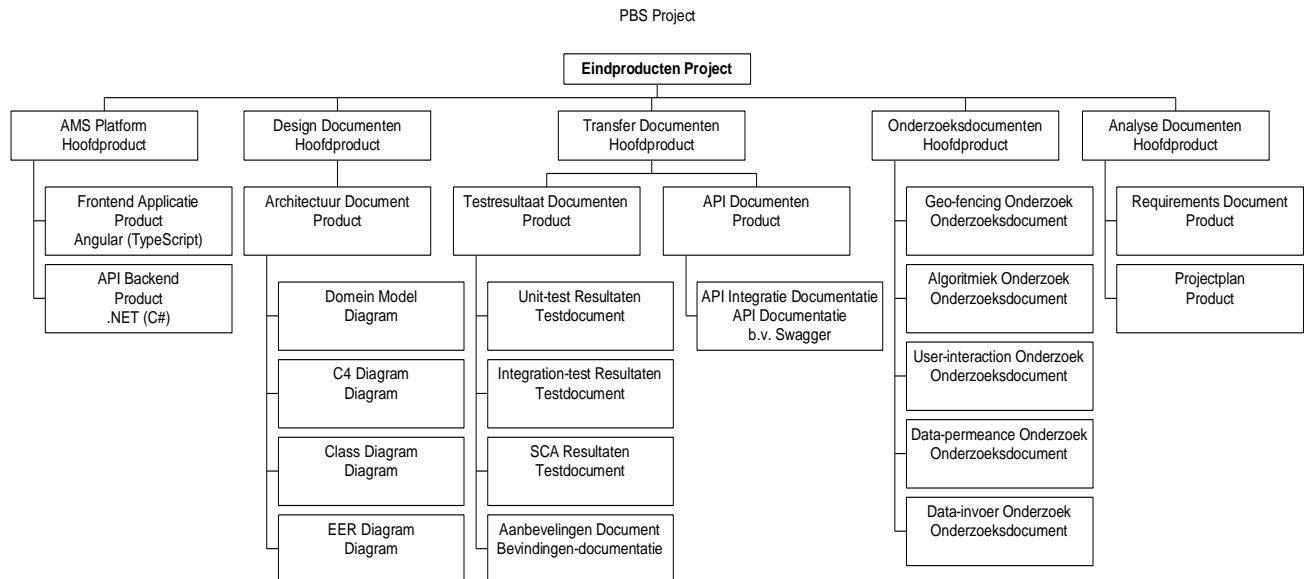 PBS Project
Eindproducten Project
AMS Platform
Hoofdproduct
Design Documenten
Hoofdproduct
Transfer Documenten
Hoofdproduct
Onderzoeksdocumenten
Hoofdproduct
Analyse Documenten
Hoofdproduct
Frontend Applicatie
Product
Angular (TypeScript)
API Backend
Product
.NET (C#)
Architectuur Document
Product
Domein Model
Diagram
C4 Diagram
Diagram
Class Diagram
Diagram
EER Diagram
Diagram
Testresultaat Documenten
Product
Unit-test Resultaten
Testdocument
Integration-test Resultaten
Testdocument
SCA Resultaten
Testdocument
Aanbevelingen Document
Bevindingen-documentatie
API Documenten
Product
API Integratie Documentatie
API Documentatie
b.v. Swagger
Geo-fencing Onderzoek
Onderzoeksdocument
Algoritmiek Onderzoek
Onderzoeksdocument
User-interaction Onderzoek
Onderzoeksdocument
Data-permeance Onderzoek
Onderzoeksdocument
Data-invoer Onderzoek
Onderzoeksdocument
Requirements Document
Product
Projectplan
Product